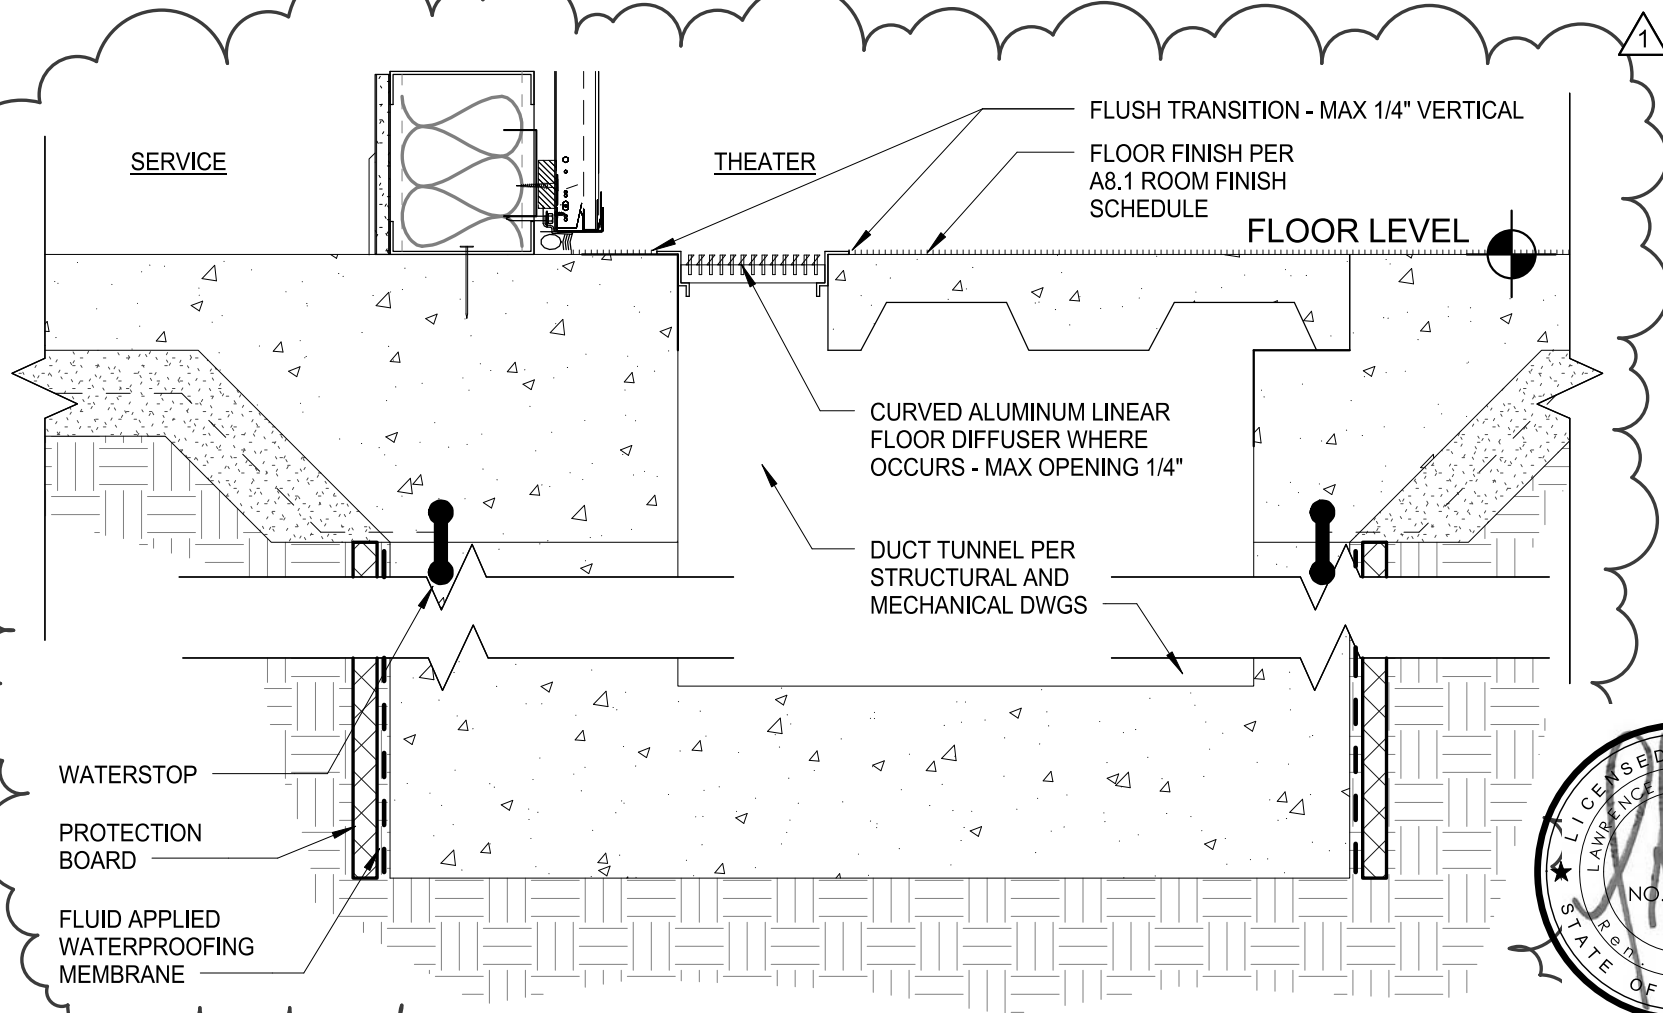 1
FLUSH TRANSITION - MAX 1/4" VERTICAL
SERVICE
THEATER
FLOOR FINISH PER
A8.1 ROOM FINISH
SCHEDULE
FLOOR LEVEL
CURVED ALUMINUM LINEAR
FLOOR DIFFUSER WHERE
OCCURS - MAX OPENING 1/4"
DUCT TUNNEL PER
STRUCTURAL AND
MECHANICAL DWGS
WATERSTOP
PROTECTION
BOARD
FLUID APPLIED
WATERPROOFING
MEMBRANE
LICENSED
LAWRENCE
NO.
Ren.
STATE OF